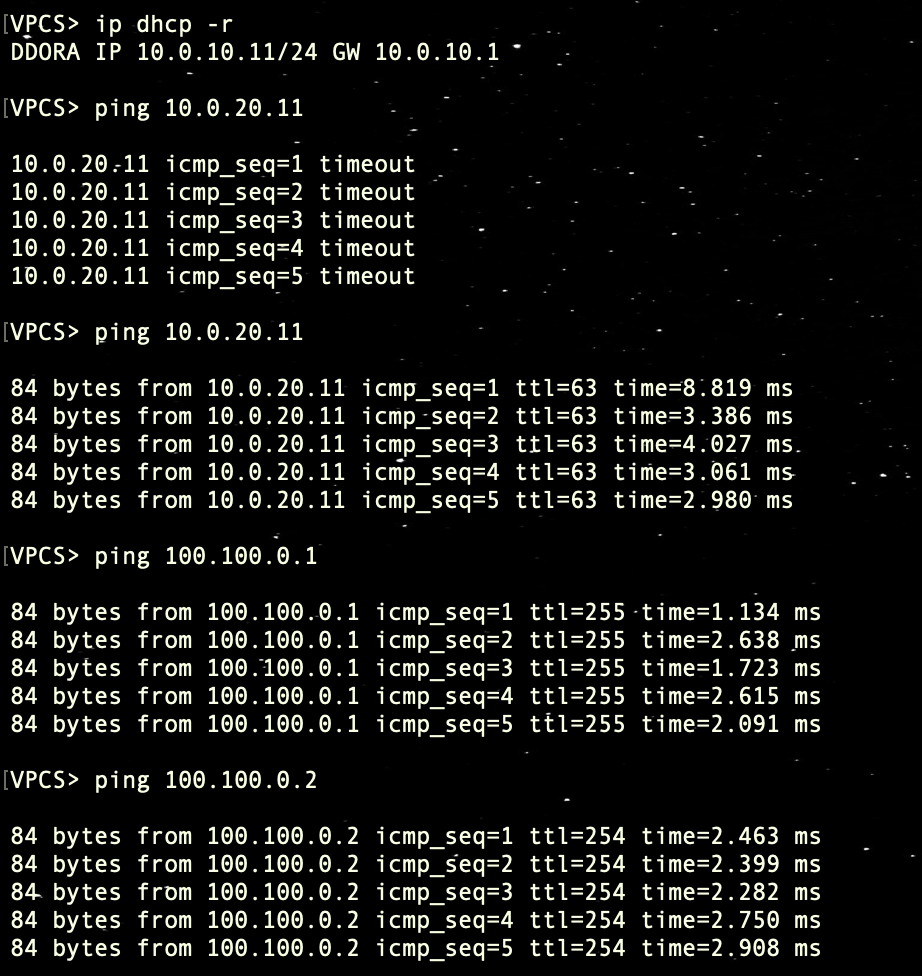 [VPCS> ip dhcp -r
DDORA IP 10.0.10.11/24 GW 10.0.10.1
[VPCS> ping 10.0.20.11
10.0.20.11 icmp_seq=1 timeout
10.0.20.11 icmp_seq=2 timeout
10.0.20.11 icmp_seq=3 timeout
10.0.20.11 icmp_seq=4 timeout
10.0.20.11 icmp_seq=5 timeout
[VPCS> ping 10.0.20.11
84 bytes from 10.0.20.11 icmp_seq=1 ttl=63 time=8.819 ms
84 bytes from 10.0.20.11 icmp_seq=2 ttl=63 time=3.386 ms
84 bytes from 10.0.20.11 icmp_seq=3 ttl=63 time=4.027 ms
84 bytes from 10.0.20.11 icmp_seq=4 ttl=63 time=3.061 ms
84 bytes from 10.0.20.11 icmp_seq=5 ttl=63 time=2.980 ms
[VPCS> ping 100.100.0.1
84 bytes from 100.100.0.1 icmp_seq=1 ttl=255 time=1.134 ms
84 bytes from 100.100.0.1 icmp_seq=2 ttl=255 time=2.638 ms
84 bytes from 100.100.0.1 icmp_seq=3 ttl=255 time=1.723 ms
84 bytes from 100.100.0.1 icmp_seq=4 ttl=255 time=2.615 ms
84 bytes from 100.100.0.1 icmp_seq=5 ttl=255 time=2.091 ms
[VPCS> ping 100.100.0.2
84 bytes from 100.100.0.2 icmp_seq=1 ttl=254 time=2.463 ms
84 bytes from 100.100.0.2 icmp_seq=2 ttl=254 time=2.399 ms
84 bytes from 100.100.0.2 icmp_seq=3 ttl=254 time=2.282 ms
84 bytes from 100.100.0.2 icmp_seq=4 ttl=254 time=2.750 ms
84 bytes from 100.100.0.2 icmp_seq=5 ttl=254 time=2.908 ms